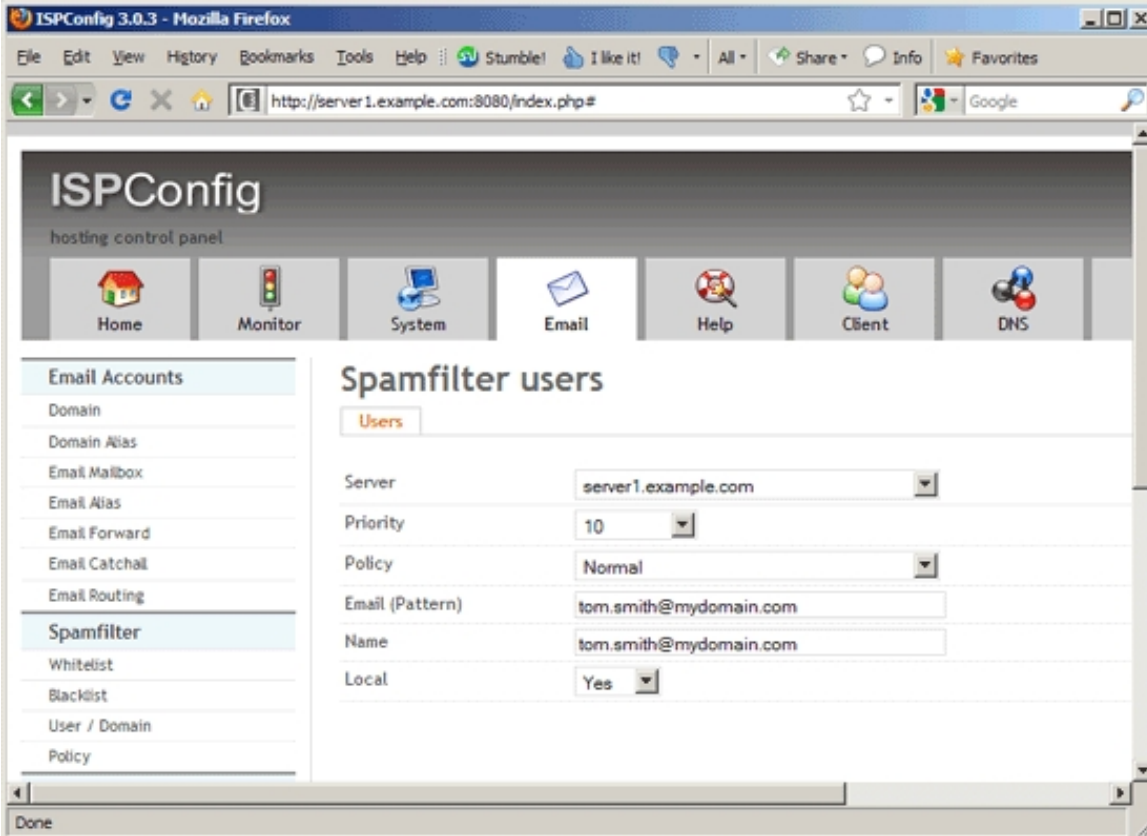 ISPConfig 3.0.3 - Mozilla Firefox
File Edit View History Bookmarks Tools Help Stumble! I like it! All Share Info Favorites
http://server1.example.com:8080/index.php# Google
ISPConfig
hosting control panel
Home Monitor System Email Help Client DNS
Email Accounts
Domain
Domain Alias
Email Mailbox
Email Alias
Email Forward
Email Catchall
Email Routing
Spamfilter
Whitelist
Blacklist
User / Domain
Policy
Spamfilter users
Users
Server server1.example.com
Priority 10
Policy Normal
Email (Pattern) tom.smith@mydomain.com
Name tom.smith@mydomain.com
Local Yes
Done